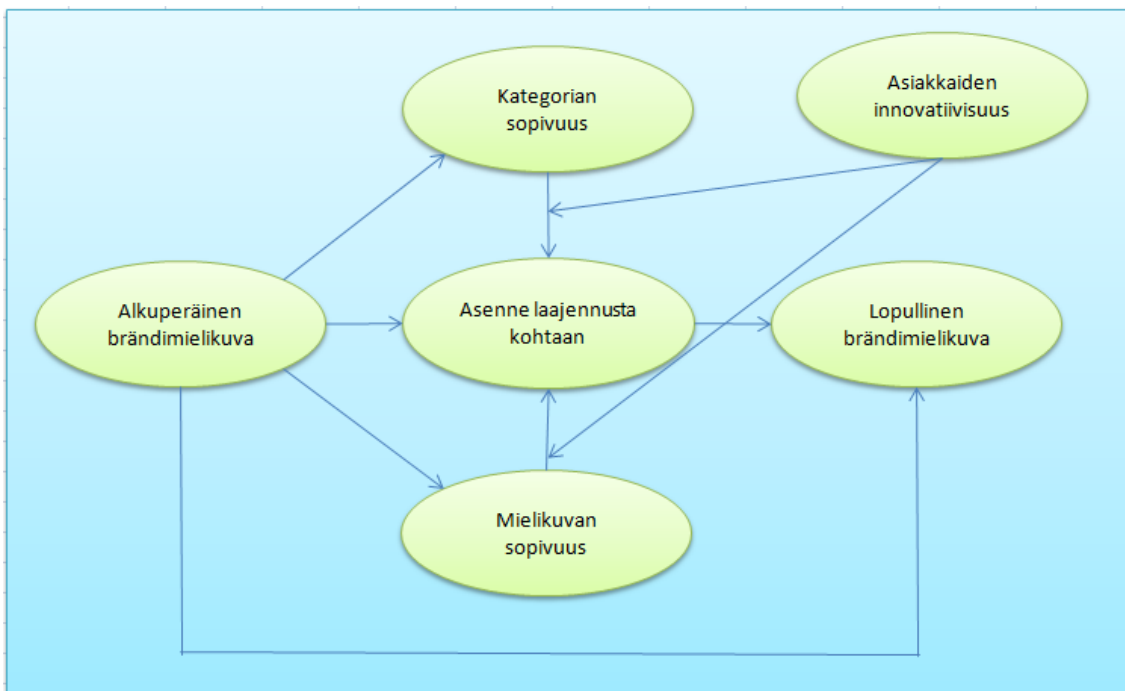 Kategorian
sopivuus
Asiakkaiden
innovatiivisuus
Alkuperäinen
brändimielikuva
Asenne laajennusta
kohtaan
Lopullinen
brändimielikuva
Mielikuvan
sopivuus